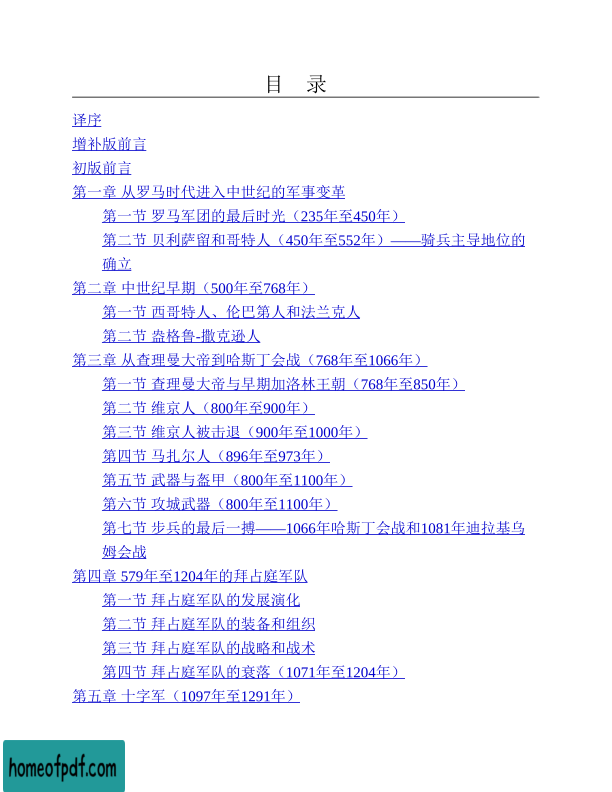 目 录
译序
增补版前言
初版前言
第一章 从罗马时代进入中世纪的军事变革
第一节 罗马军团的最后时光（235年至450年）
第二节 贝利萨留和哥特人（450年至552年）——骑兵主导地位的
确立
第二章 中世纪早期（500年至768年）
第一节 西哥特人、伦巴第人和法兰克人
第二节 盎格鲁-撒克逊人
第三章 从查理曼大帝到哈斯丁会战（768年至1066年）
第一节 查理曼大帝与早期加洛林王朝（768年至850年）
第二节 维京人（800年至900年）
第三节 维京人被击退（900年至1000年）
第四节 马扎尔人（896年至973年）
第五节 武器与盔甲（800年至1100年）
第六节 攻城武器（800年至1100年）
第七节 步兵的最后一搏——1066年哈斯丁会战和1081年迪拉基乌
姆会战
第四章 579年至1204年的拜占庭军队
第一节 拜占庭军队的发展演化
第二节 拜占庭军队的装备和组织
第三节 拜占庭军队的战略和战术
第四节 拜占庭军队的衰落（1071年至1204年）
第五章 十字军（1097年至1291年）
homeofpdf.com